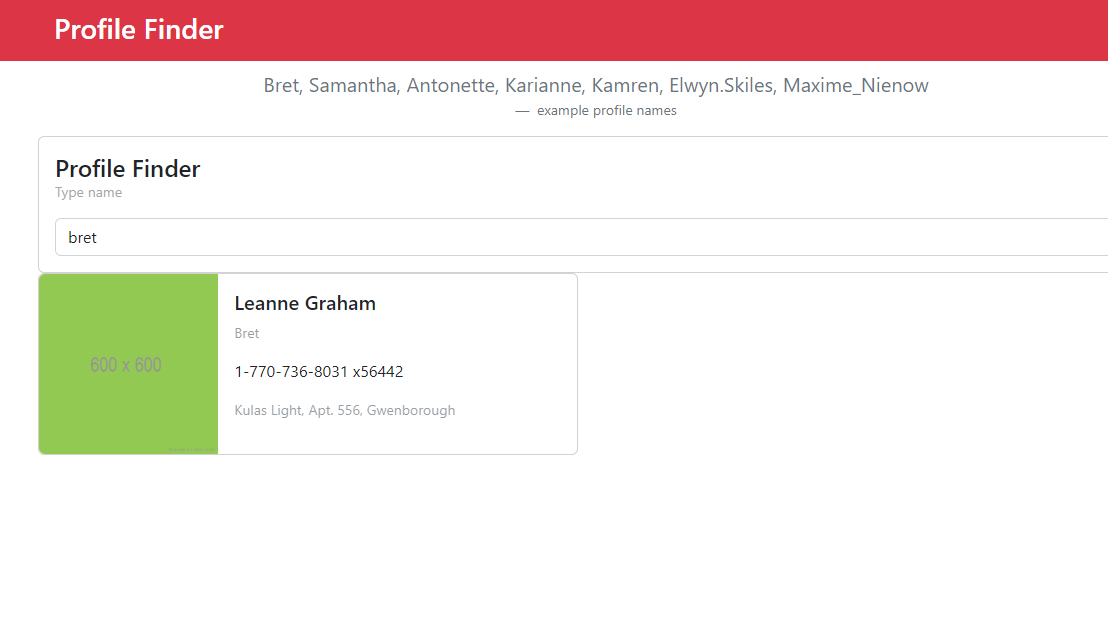 Profile Finder
Bret, Samantha, Antonette, Karianne, Kamren, Elwyn.Skiles, Maxime_Nienow
— example profile names
Profile Finder
Type name
bret
600 x 600
Leanne Graham
Bret
1-770-736-8031 x56442
Kulas Light, Apt. 556, Gwenborough